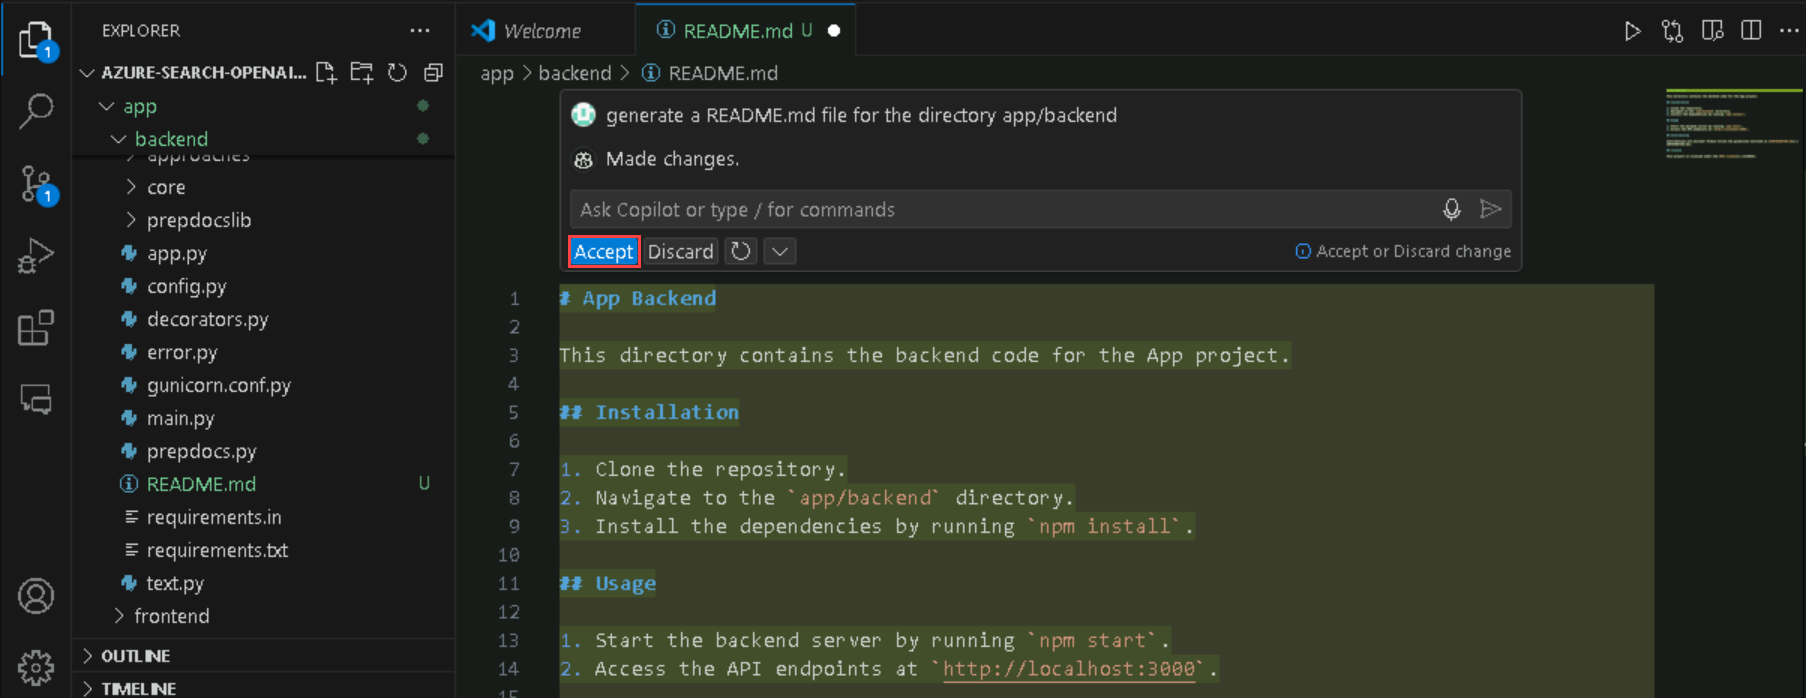 EXPLORER
AZURE-SEARCH-OPENAI...
app
backend
approaches
core
prepdocslib
app.py
config.py
decorators.py
error.py
gunicorn.conf.py
main.py
prepdocs.py
README.md U
requirements.in
requirements.txt
text.py
frontend
OUTLINE
TIMELINE
1
1
Welcome
README.md U
app > backend > README.md
generate a README.md file for the directory app/backend
Made changes.
Ask Copilot or type / for commands
Accept Discard
Accept or Discard change
1 # App Backend
2
3 This directory contains the backend code for the App project.
4
5 ## Installation
6
7 1. Clone the repository.
8 2. Navigate to the `app/backend` directory.
9 3. Install the dependencies by running `npm install`.
10
11 ## Usage
12
13 1. Start the backend server by running `npm start`.
14 2. Access the API endpoints at `http://localhost:3000`.
15